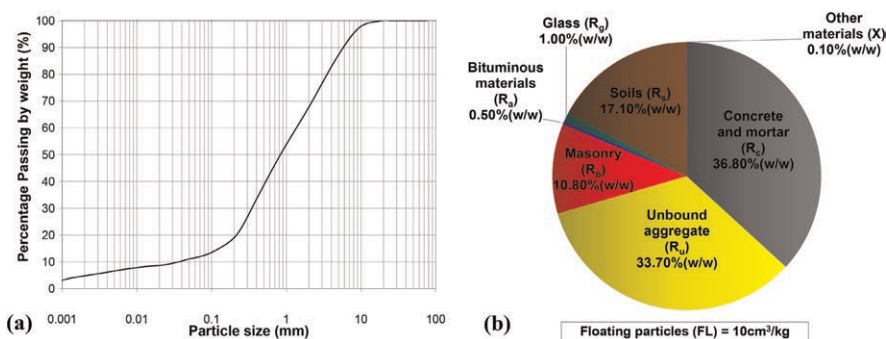 100
90
80
70
60
50
40
30
20
10
0
Percentage Passing by weight (%)
0.001
0.01
0.1
1
10
100
Particle size (mm)
(a)
Glass (Rg)
1.00%(w/w)
Other
materials (X)
0.10%(w/w)
Bituminous
materials
(Ra)
0.50%(w/w)
Soils (Rs)
17.10%(w/w)
Concrete
and mortar
(Rc)
36.80%(w/w)
Masonry
(Rb)
10.80%(w/w)
Unbound
aggregate
(Ru)
33.70%(w/w)
(b)
Floating particles (FL) = 10cm³/kg